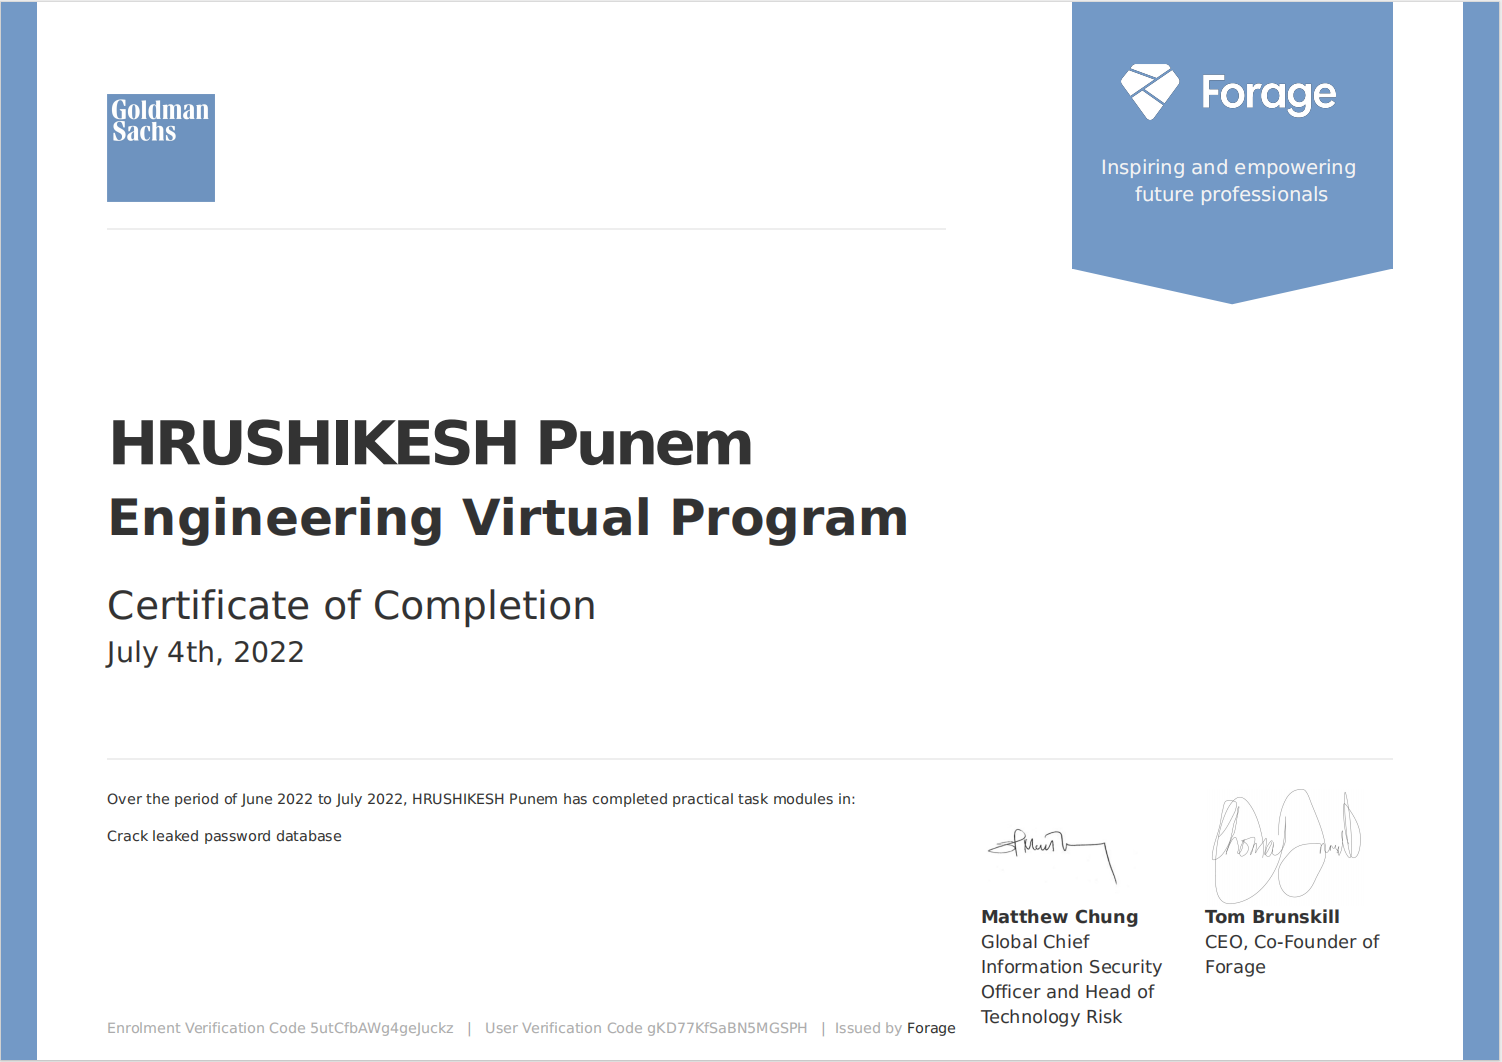 Goldman
Sachs
Forage
Inspiring and empowering
future professionals
HRUSHIKESH Punem
Engineering Virtual Program
Certificate of Completion
July 4th, 2022
Over the period of June 2022 to July 2022, HRUSHIKESH Punem has completed practical task modules in:
Crack leaked password database
Matthew Chung
Global Chief
Information Security
Officer and Head of
Technology Risk
Tom Brunskill
CEO, Co-Founder of
Forage
Enrolment Verification Code 5utCfbAWg4geJuckz | User Verification Code gKD77KfSaBN5MGSPH | Issued by Forage